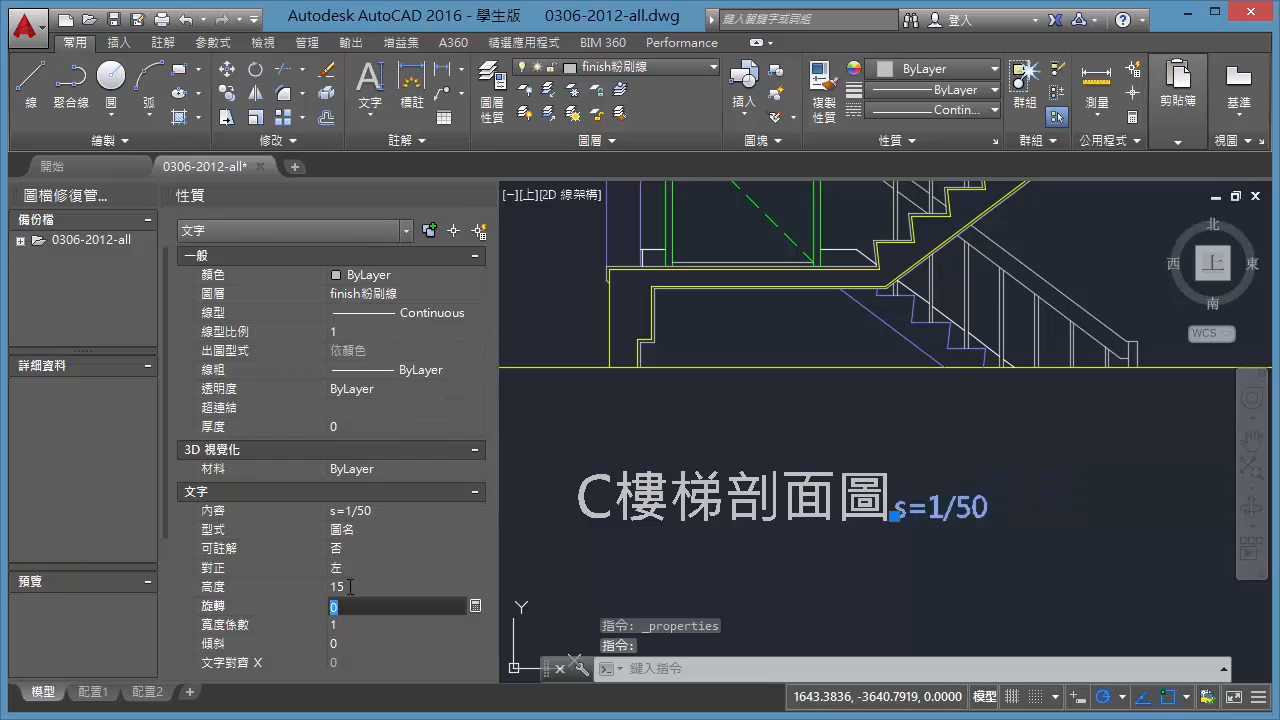 Autodesk AutoCAD 2016 - 學生版 0306-2012-all.dwg
鍵入關鍵字或詞組
登入
常用 插入 註解 參數式 檢視 管理 輸出 增益集 A360 精選應用程式 BIM 360 Performance
線 聚合線 圓 弧
文字 標註
圖層性質
finish粉刷線
插入
複製性質
ByLayer
ByLayer
Contin...
群組
測量
剪貼簿
基準
繪製 修改 註解 圖層 圖塊 性質 群組 公用程式 視圖
開始 0306-2012-all*
圖檔修復管...
備份檔
0306-2012-all
詳細資料
預覽
性質
文字
一般
顏色 ByLayer
圖層 finish粉刷線
線型 Continuous
線型比例 1
出圖型式 依顏色
線粗 ByLayer
透明度 ByLayer
超連結
厚度 0
3D 視覺化
材料 ByLayer
文字
內容 s=1/50
型式 圖名
可註解 否
對正 左
高度 15
旋轉 0
寬度係數 1
傾斜 0
文字對齊 X 0
[−][上][2D 線架構]
北
西 上 東
南
WCS
C樓梯剖面圖 s=1/50
Y
指令: _properties
指令:
鍵入指令
模型 配置1 配置2
1643.3836, -3640.7919, 0.0000 模型